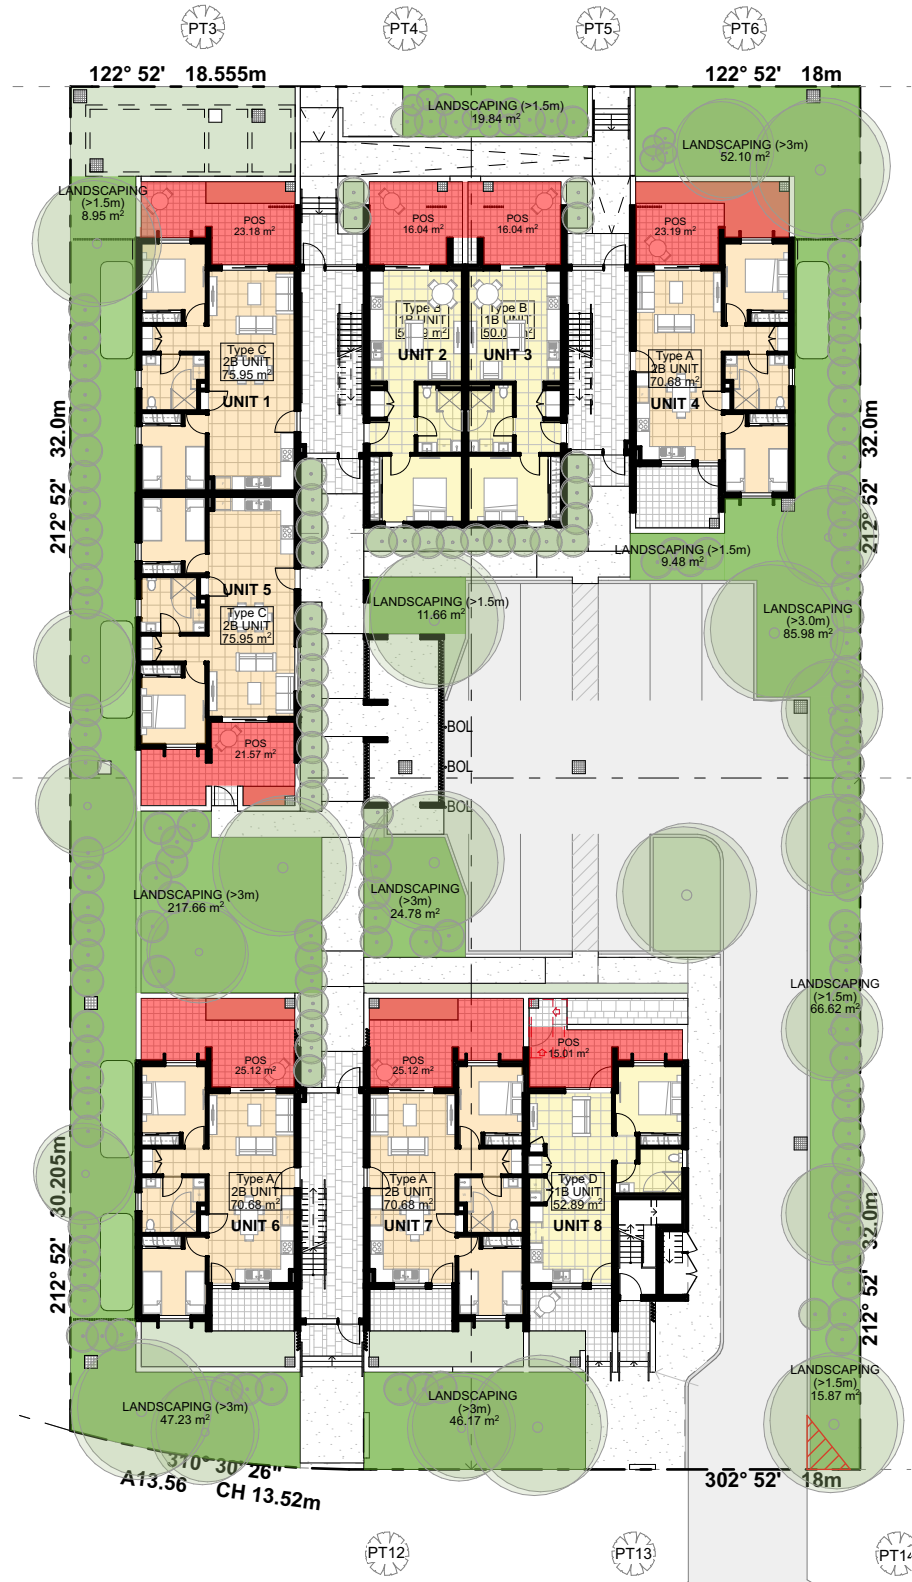 PT3
PT4
PT5
PT6
122° 52'
18.555m
122° 52'
18m
LANDSCAPING (>1.5m)
19.84 m²
LANDSCAPING (>3m)
52.10 m²
LANDSCAPING
(>1.5m)
8.95 m²
POS
23.18 m²
POS
16.04 m²
POS
16.04 m²
POS
23.19 m²
Type C
2B UNIT
75.95 m²
UNIT 1
Type B
1B UNIT
UNIT 2
Type B
1B UNIT
UNIT 3
Type A
2B UNIT
70.68 m²
UNIT 4
212° 52'
32.0m
212° 52'
32.0m
LANDSCAPING (>1.5m)
9.48 m²
UNIT 5
Type C
2B UNIT
75.95 m²
LANDSCAPING (>1.5m)
11.66 m²
LANDSCAPING
(>3.0m)
85.98 m²
POS
21.57 m²
BOL
BOL
BOL
LANDSCAPING (>3m)
217.66 m²
LANDSCAPING
(>3m)
24.78 m²
LANDSCAPING
(>1.5m)
66.62 m²
POS
25.12 m²
POS
25.12 m²
POS
15.01 m²
Type A
2B UNIT
70.68 m²
UNIT 6
Type A
2B UNIT
70.68 m²
UNIT 7
Type D
1B UNIT
52.89 m²
UNIT 8
212° 52'
30.205m
212° 52'
32.0m
LANDSCAPING (>3m)
47.23 m²
LANDSCAPING
(>3m)
46.17 m²
LANDSCAPING
(>1.5m)
15.87 m²
310° 30' 26"
A13.56
CH 13.52m
302° 52'
18m
PT12
PT13
PT14